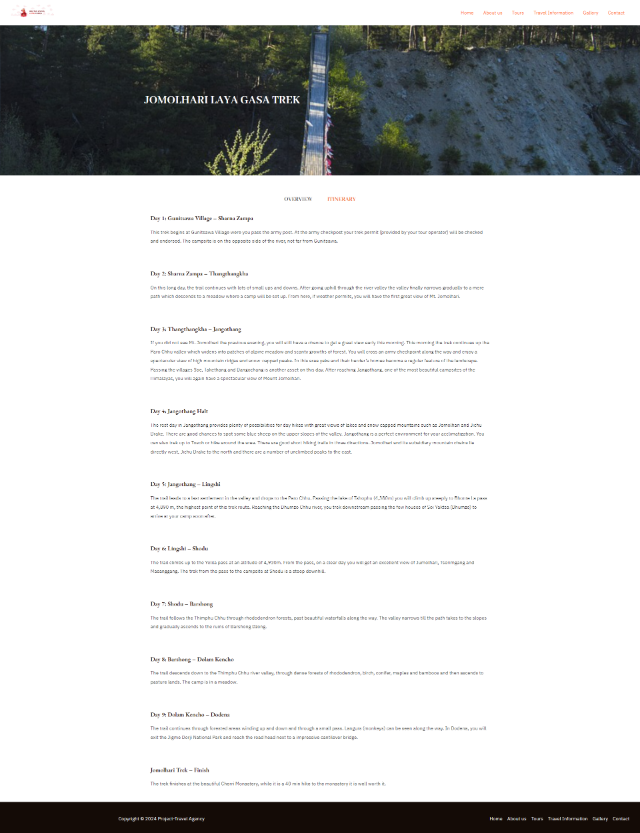 Home About us Tours Travel Information Gallery Contact
JOMOLHARI LAYA GASA TREK
OVERVIEW ITINERARY
Day 1: Gunitsawa Village – Sharna Zampa
This trek begins at Gunitsawa Village were you pass the army post. At the army checkpost your trek permit (provided by your tour operator) will be checked
and endorsed. The campsite is on the opposite side of the river, not far from Gunitsawa.
Day 2: Sharna Zampa – Thangthangkha
On this long day, the trail continues with lots of small ups and downs. After going uphill through the river valley the valley finally narrows gradually to a mere
path which descends to a meadow where a camp will be set up. From here, if weather permits, you will have the first great view of Mt. Jomolhari.
Day 3: Thangthangkha – Jangothang
If you did not see Mt. Jomolhari the previous evening, you will still have a chance to get a great view early this morning. This morning the trail continues up the
Paro Chhu valley which widens into patches of alpine meadow and scanty growths of forest. You will cross an army checkpoint along the way and enjoy a
spectacular view of high mountain ridges and snow-capped peaks. In this area yaks and their herder's homes become a regular feature of the landscape.
Passing the villages Soe, Takethang and Dangochang is another asset on this day. After reaching Jangothang, one of the most beautiful campsites of the
Himalayas, you will again have a spectacular view of Mount Jomolhari.
Day 4: Jangothang Halt
The rest day in Jangothang provides plenty of possibilities for day hikes with great views of lakes and snow capped mountains such as Jomolhari and Jichu
Drake. There are good chances to spot some blue sheep on the upper slopes of the valley. Jangothang is a perfect environment for your acclimatization. You
can also trek up to Tosoh or hike around the area. There are good short hiking trails in three directions. Jomolhari and its subsidiary mountain chains lie
directly west, Jichu Drake to the north and there are a number of unclimbed peaks to the east.
Day 5: Jangothang – Lingshi
The trail leads to a last settlement in the valley and drops to the Paro Chhu. Passing the lake of Tshophu (4,380m) you will climb up steeply to Bhonte La pass
at 4,890 m, the highest point of this trek route. Reaching the Dhumzo Chhu river, you trek downstream passing the few houses of Soi Yaktsa (Dhumzo) to
arrive at your camp soon after.
Day 6: Lingshi – Shodu
The trail climbs up to the Yelila pass at an altitude of 4,930m. From the pass, on a clear day you will get an excellent view of Jomolhari, Tserimgang and
Masanggang. The trek from the pass to the campsite at Shodu is a steep downhill.
Day 7: Shodu – Barshong
The trail follows the Thimphu Chhu through rhododendron forests, past beautiful waterfalls along the way. The valley narrows till the path takes to the slopes
and gradually ascends to the ruins of Barshong Dzong.
Day 8: Barshong – Dolam Kencho
The trail descends down to the Thimphu Chhu river valley, through dense forests of rhododendron, birch, conifer, maples and bamboos and then ascends to
pasture lands. The camp is in a meadow.
Day 9: Dolam Kencho – Dodena
The trail continues through forested areas winding up and down and through a small pass. Langurs (monkeys) can be seen along the way. In Dodena, you will
exit the Jigme Dorji National Park and reach the road head next to a impressive cantilever bridge.
Jomolhari Trek – Finish
The trek finishes at the beautiful Cheri Monastery, while it is a 40 min hike to the monastery it is well worth it.
Copyright © 2024 Project-Travel Agency
Home About us Tours Travel Information Gallery Contact